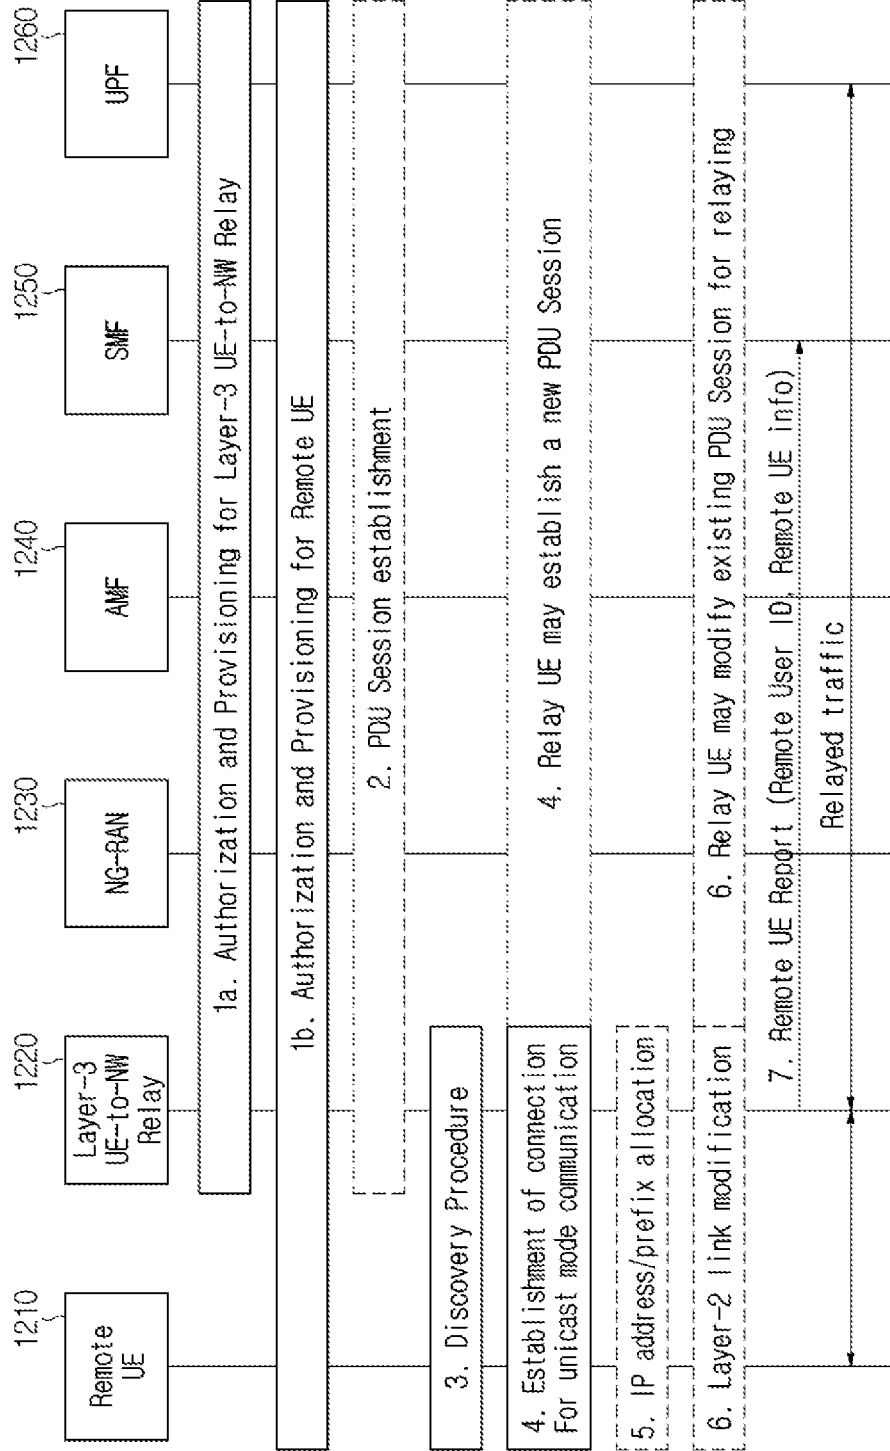 1210
1220
1230
1240
1250
1260
Remote
UE
Layer-3
UE-to-NW
Relay
NG-RAN
AMF
SMF
UPF
1a. Authorization and Provisioning for Layer-3 UE-to-NW Relay
1b. Authorization and Provisioning for Remote UE
2. PDU Session establishment
3. Discovery Procedure
4. Establishment of connection
For unicast mode communication
4. Relay UE may establish a new PDU Session
5. IP address/prefix allocation
6. Layer-2 link modification
6. Relay UE may modify existing PDU Session for relaying
7. Remote UE Report (Remote User ID, Remote UE info)
Relayed traffic